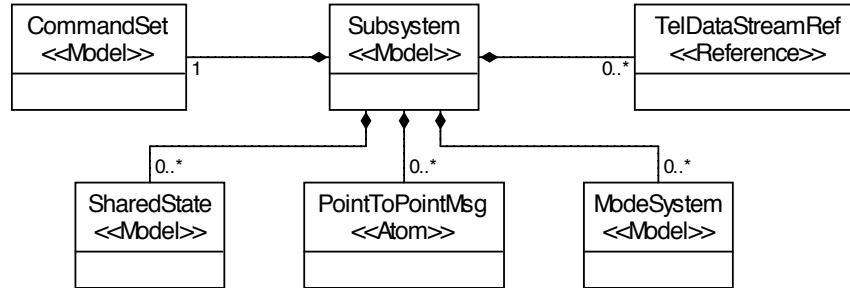 CommandSet
<<Model>>
Subsystem
<<Model>>
TelDataStreamRef
<<Reference>>
1
0..*
0..*
0..*
0..*
SharedState
<<Model>>
PointToPointMsg
<<Atom>>
ModeSystem
<<Model>>